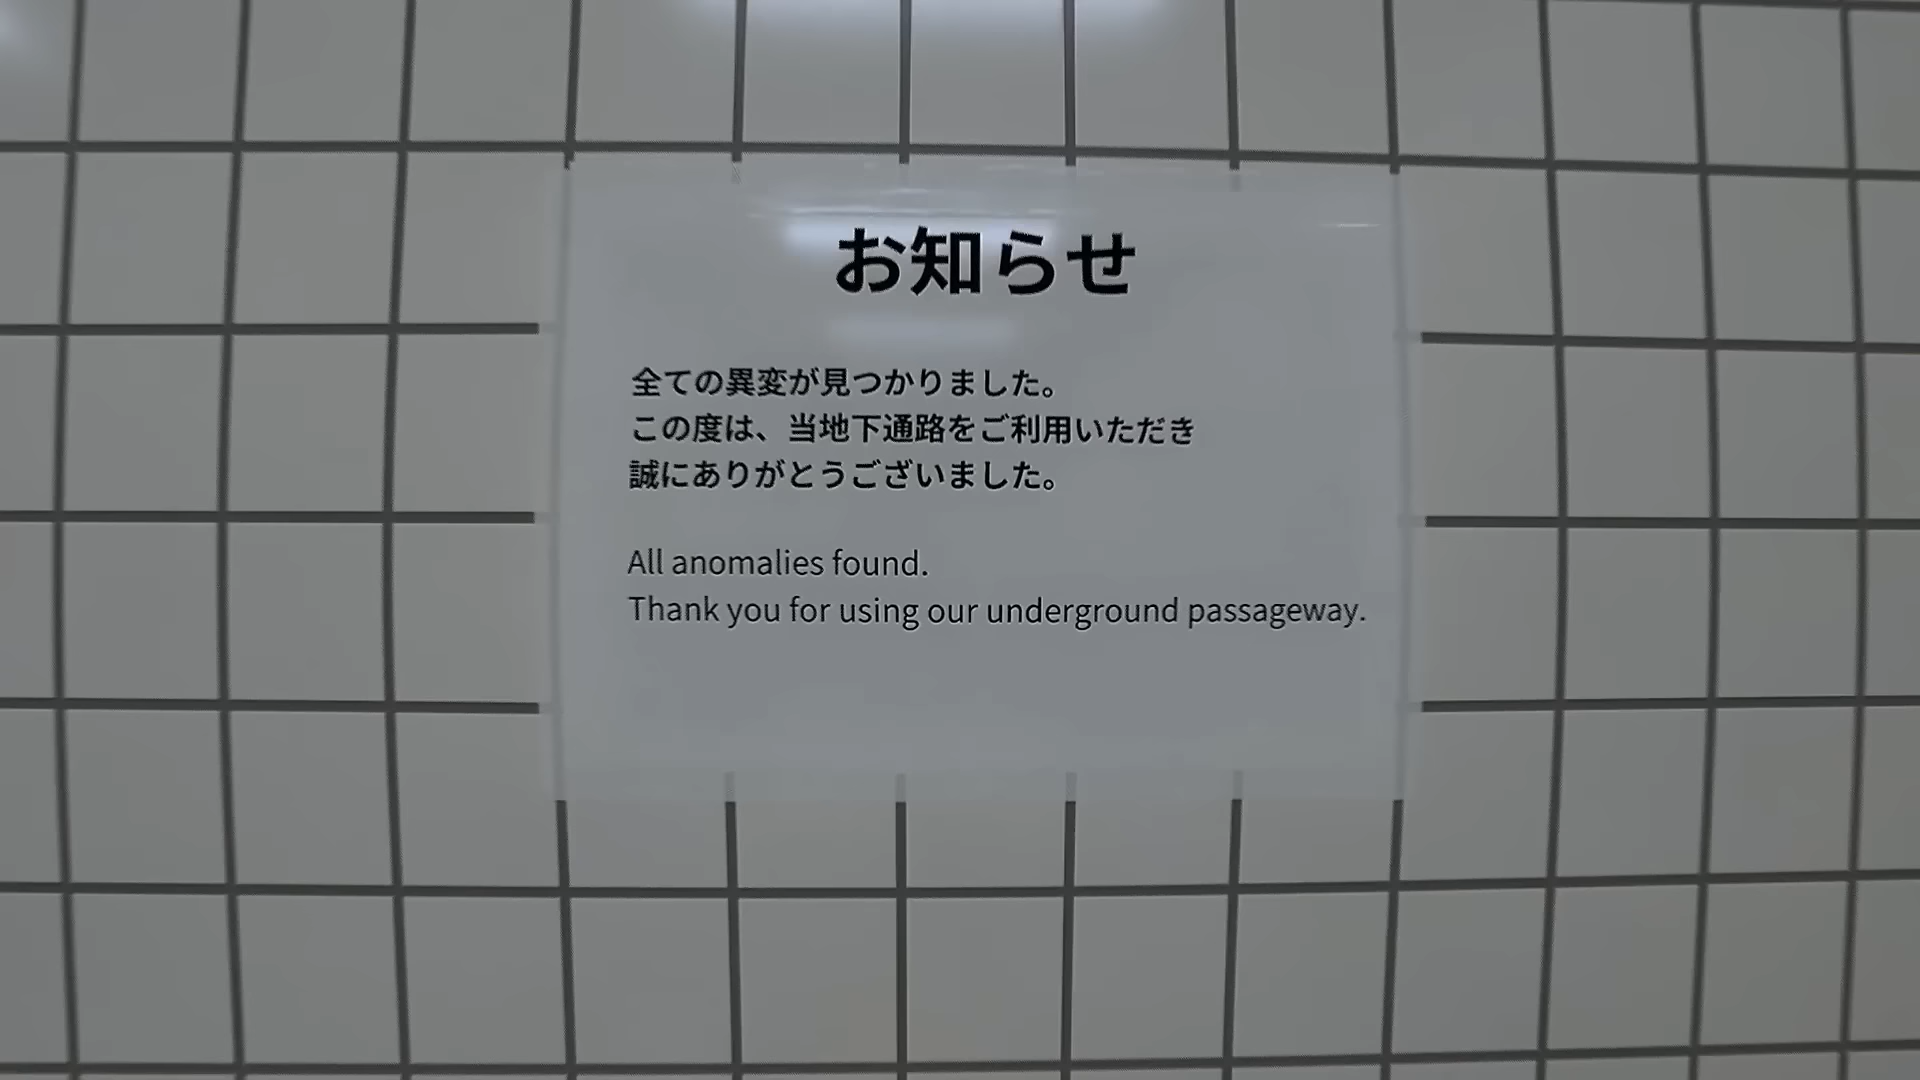 お知らせ
全ての異変が見つかりました。
この度は、当地下通路をご利用いただき
誠にありがとうございました。
All anomalies found.
Thank you for using our underground passageway.